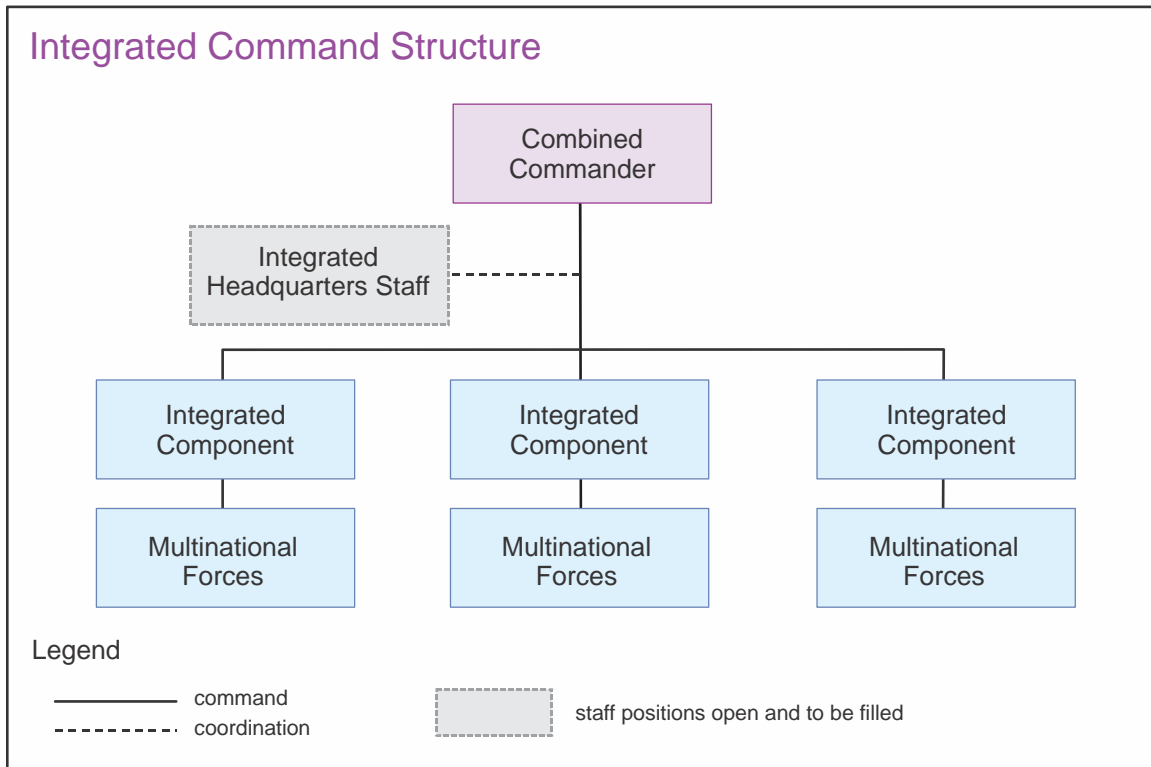 Integrated Command Structure
Combined
Commander
Integrated
Headquarters Staff
Integrated
Component
Integrated
Component
Integrated
Component
Multinational
Forces
Multinational
Forces
Multinational
Forces
Legend
command
coordination
staff positions open and to be filled